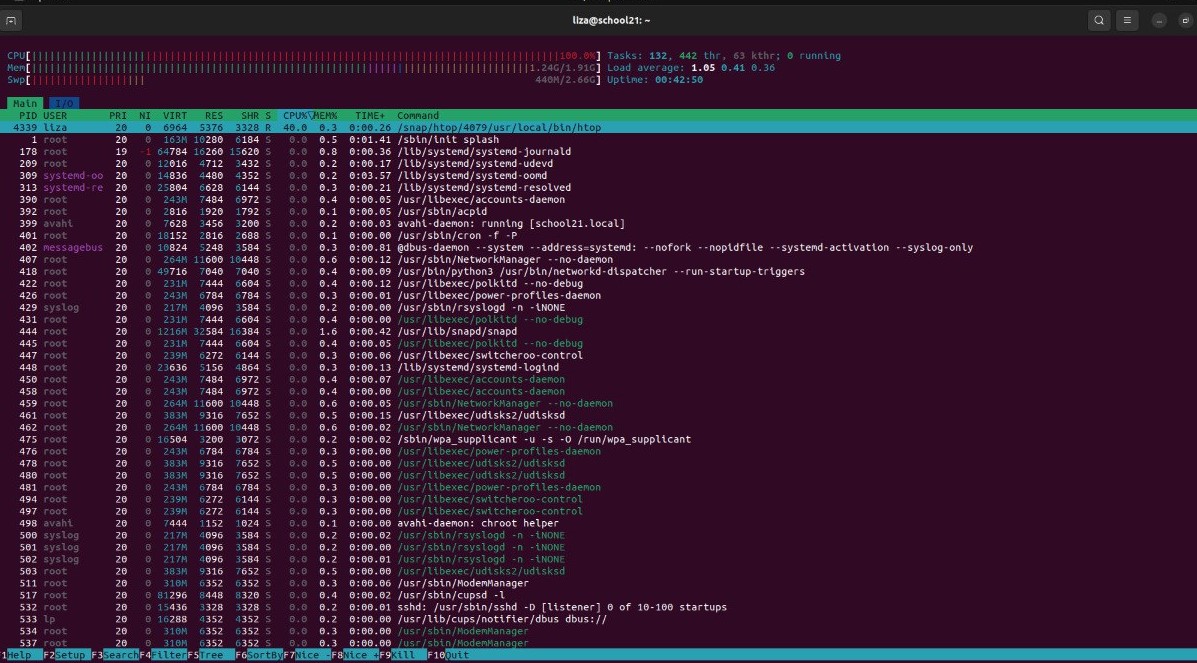 liza@school21: ~
CPU[100.0%] Tasks: 132, 442 thr, 63 kthr; 0 running
Mem[1.24G/1.91G] Load average: 1.05 0.41 0.36
Swp[440M/2.66G] Uptime: 00:42:50
Main I/O
PID USER PRI NI VIRT RES SHR S CPU%▽MEM% TIME+ Command
4339 liza 20 0 6964 5376 3328 R 40.0 0.3 0:00.26 /snap/htop/4079/usr/local/bin/htop
1 root 20 0 163M 10280 6184 S 0.0 0.5 0:01.41 /sbin/init splash
178 root 19 -1 64784 16260 15620 S 0.0 0.8 0:00.36 /lib/systemd/systemd-journald
209 root 20 0 12016 4712 3432 S 0.0 0.2 0:00.17 /lib/systemd/systemd-udevd
309 systemd-oo 20 0 14836 4480 4352 S 0.0 0.2 0:03.57 /lib/systemd/systemd-oomd
313 systemd-re 20 0 25804 6628 6144 S 0.0 0.3 0:00.21 /lib/systemd/systemd-resolved
390 root 20 0 243M 7484 6972 S 0.0 0.4 0:00.05 /usr/libexec/accounts-daemon
392 root 20 0 2816 1920 1792 S 0.0 0.1 0:00.05 /usr/sbin/acpid
399 avahi 20 0 7628 3456 3200 S 0.0 0.2 0:00.03 avahi-daemon: running [school21.local]
401 root 20 0 18152 2816 2688 S 0.0 0.1 0:00.00 /usr/sbin/cron -f -P
402 messagebus 20 0 10824 5248 3584 S 0.0 0.3 0:00.81 @dbus-daemon --system --address=systemd: --nofork --nopidfile --systemd-activation --syslog-only
407 root 20 0 264M 11600 10448 S 0.0 0.6 0:00.12 /usr/sbin/NetworkManager --no-daemon
418 root 20 0 49716 7040 7040 S 0.0 0.4 0:00.09 /usr/bin/python3 /usr/bin/networkd-dispatcher --run-startup-triggers
422 root 20 0 231M 7444 6604 S 0.0 0.4 0:00.12 /usr/libexec/polkitd --no-debug
426 root 20 0 243M 6784 6784 S 0.0 0.3 0:00.01 /usr/libexec/power-profiles-daemon
429 syslog 20 0 217M 4096 3584 S 0.0 0.2 0:00.00 /usr/sbin/rsyslogd -n -iNONE
431 root 20 0 231M 7444 6604 S 0.0 0.4 0:00.00 /usr/libexec/polkitd --no-debug
444 root 20 0 1216M 32584 16384 S 0.0 1.6 0:00.42 /usr/lib/snapd/snapd
445 root 20 0 231M 7444 6604 S 0.0 0.4 0:00.05 /usr/libexec/polkitd --no-debug
447 root 20 0 239M 6272 6144 S 0.0 0.3 0:00.06 /usr/libexec/switcheroo-control
448 root 20 0 23636 5156 4864 S 0.0 0.3 0:00.13 /lib/systemd/systemd-logind
450 root 20 0 243M 7484 6972 S 0.0 0.4 0:00.07 /usr/libexec/accounts-daemon
458 root 20 0 243M 7484 6972 S 0.0 0.4 0:00.00 /usr/libexec/accounts-daemon
459 root 20 0 264M 11600 10448 S 0.0 0.6 0:00.05 /usr/sbin/NetworkManager --no-daemon
461 root 20 0 383M 9316 7652 S 0.0 0.5 0:00.15 /usr/libexec/udisks2/udisksd
462 root 20 0 264M 11600 10448 S 0.0 0.6 0:00.02 /usr/sbin/NetworkManager --no-daemon
475 root 20 0 16504 3200 3072 S 0.0 0.2 0:00.02 /sbin/wpa_supplicant -u -s -O /run/wpa_supplicant
476 root 20 0 243M 6784 6784 S 0.0 0.3 0:00.00 /usr/libexec/power-profiles-daemon
478 root 20 0 383M 9316 7652 S 0.0 0.5 0:00.00 /usr/libexec/udisks2/udisksd
480 root 20 0 383M 9316 7652 S 0.0 0.5 0:00.00 /usr/libexec/udisks2/udisksd
481 root 20 0 243M 6784 6784 S 0.0 0.3 0:00.00 /usr/libexec/power-profiles-daemon
494 root 20 0 239M 6272 6144 S 0.0 0.3 0:00.00 /usr/libexec/switcheroo-control
497 root 20 0 239M 6272 6144 S 0.0 0.3 0:00.00 /usr/libexec/switcheroo-control
498 avahi 20 0 7444 1152 1024 S 0.0 0.1 0:00.00 avahi-daemon: chroot helper
500 syslog 20 0 217M 4096 3584 S 0.0 0.2 0:00.02 /usr/sbin/rsyslogd -n -iNONE
501 syslog 20 0 217M 4096 3584 S 0.0 0.2 0:00.00 /usr/sbin/rsyslogd -n -iNONE
502 syslog 20 0 217M 4096 3584 S 0.0 0.2 0:00.01 /usr/sbin/rsyslogd -n -iNONE
503 root 20 0 383M 9316 7652 S 0.0 0.5 0:00.00 /usr/libexec/udisks2/udisksd
511 root 20 0 310M 6352 6352 S 0.0 0.3 0:00.06 /usr/sbin/ModemManager
517 root 20 0 81296 8448 8320 S 0.0 0.4 0:00.02 /usr/sbin/cupsd -l
532 root 20 0 15436 3328 3328 S 0.0 0.2 0:00.01 sshd: /usr/sbin/sshd -D [listener] 0 of 10-100 startups
533 lp 20 0 16288 4352 4352 S 0.0 0.2 0:00.00 /usr/lib/cups/notifier/dbus dbus://
534 root 20 0 310M 6352 6352 S 0.0 0.3 0:00.00 /usr/sbin/ModemManager
537 root 20 0 310M 6352 6352 S 0.0 0.3 0:00.00 /usr/sbin/ModemManager
F1Help F2Setup F3SearchF4FilterF5Tree F6SortByF7Nice -F8Nice +F9Kill F10Quit